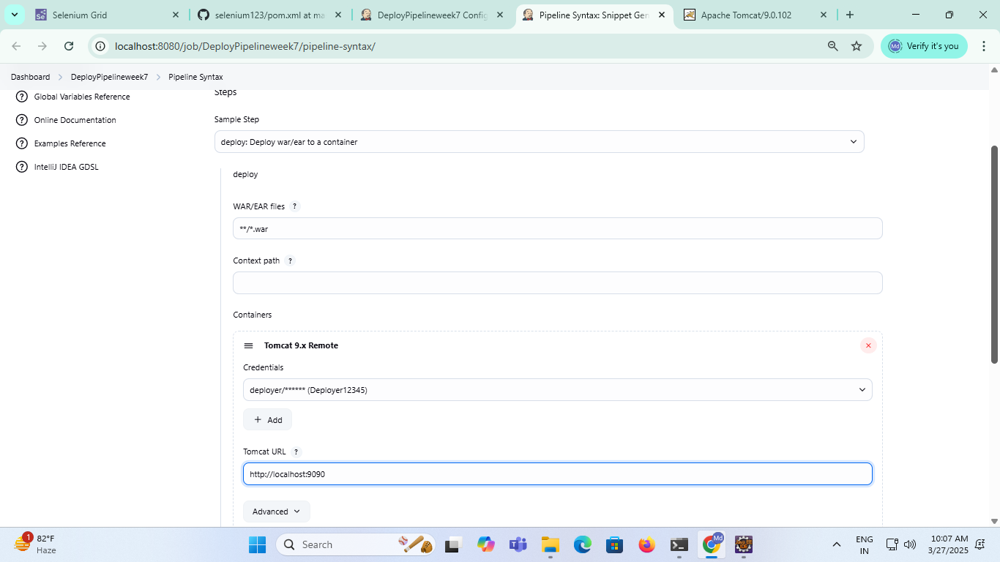 Selenium Grid
selenium123/pom.xml at ma
DeployPipelineweek7 Config
Pipeline Syntax: Snippet Gen
Apache Tomcat/9.0.102
localhost:8080/job/DeployPipelineweek7/pipeline-syntax/
Md
Verify it's you
Dashboard > DeployPipelineweek7 > Pipeline Syntax
Global Variables Reference
Online Documentation
Examples Reference
IntelliJ IDEA GDSL
Steps
Sample Step
deploy: Deploy war/ear to a container
deploy
WAR/EAR files ?
**/*.war
Context path ?
Containers
Tomcat 9.x Remote
Credentials
deployer/****** (Deployer12345)
+ Add
Tomcat URL ?
http://localhost:9090
Advanced
1
82°F
Haze
Search
Md
ENG
IN
10:07 AM
3/27/2025